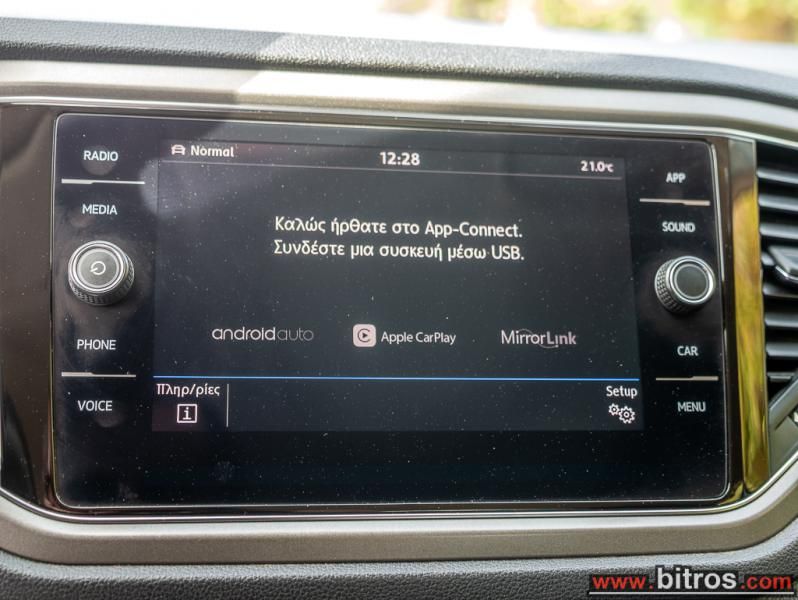 RADIO
MEDIA
PHONE
VOICE
Normal 12:28 21.0°C
Καλώς ήρθατε στο App-Connect.
Συνδέστε μια συσκευή μέσω USB.
androidauto Apple CarPlay MirrorLink
Πληρ/ρίες Setup
APP
SOUND
CAR
MENU
www.bitros.com